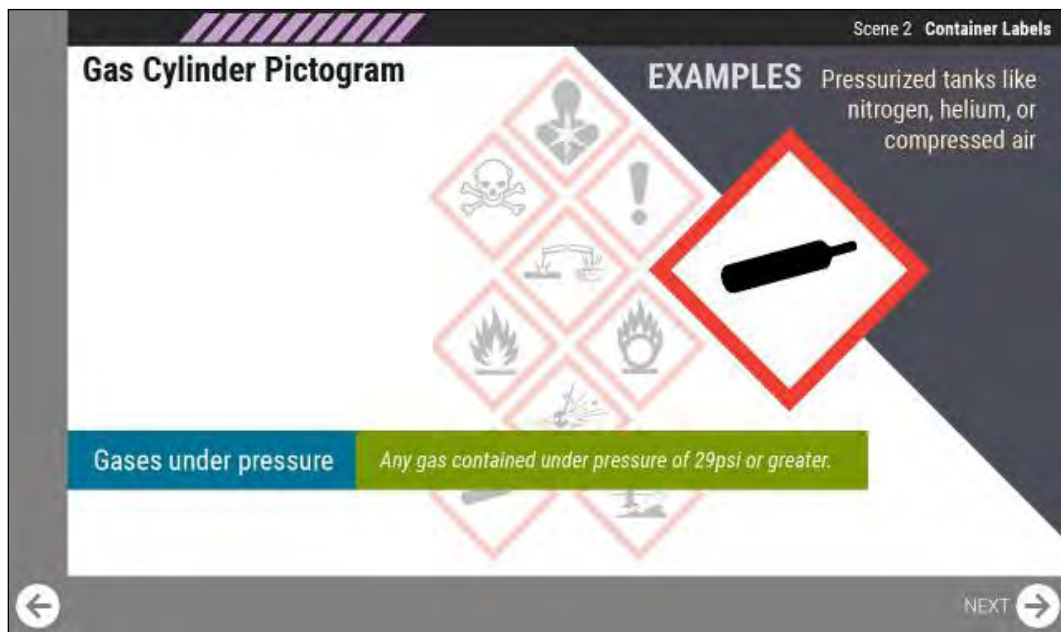 Scene 2 Container Labels
Gas Cylinder Pictogram
EXAMPLES
Pressurized tanks like
nitrogen, helium, or
compressed air
Gases under pressure
Any gas contained under pressure of 29psi or greater.
NEXT